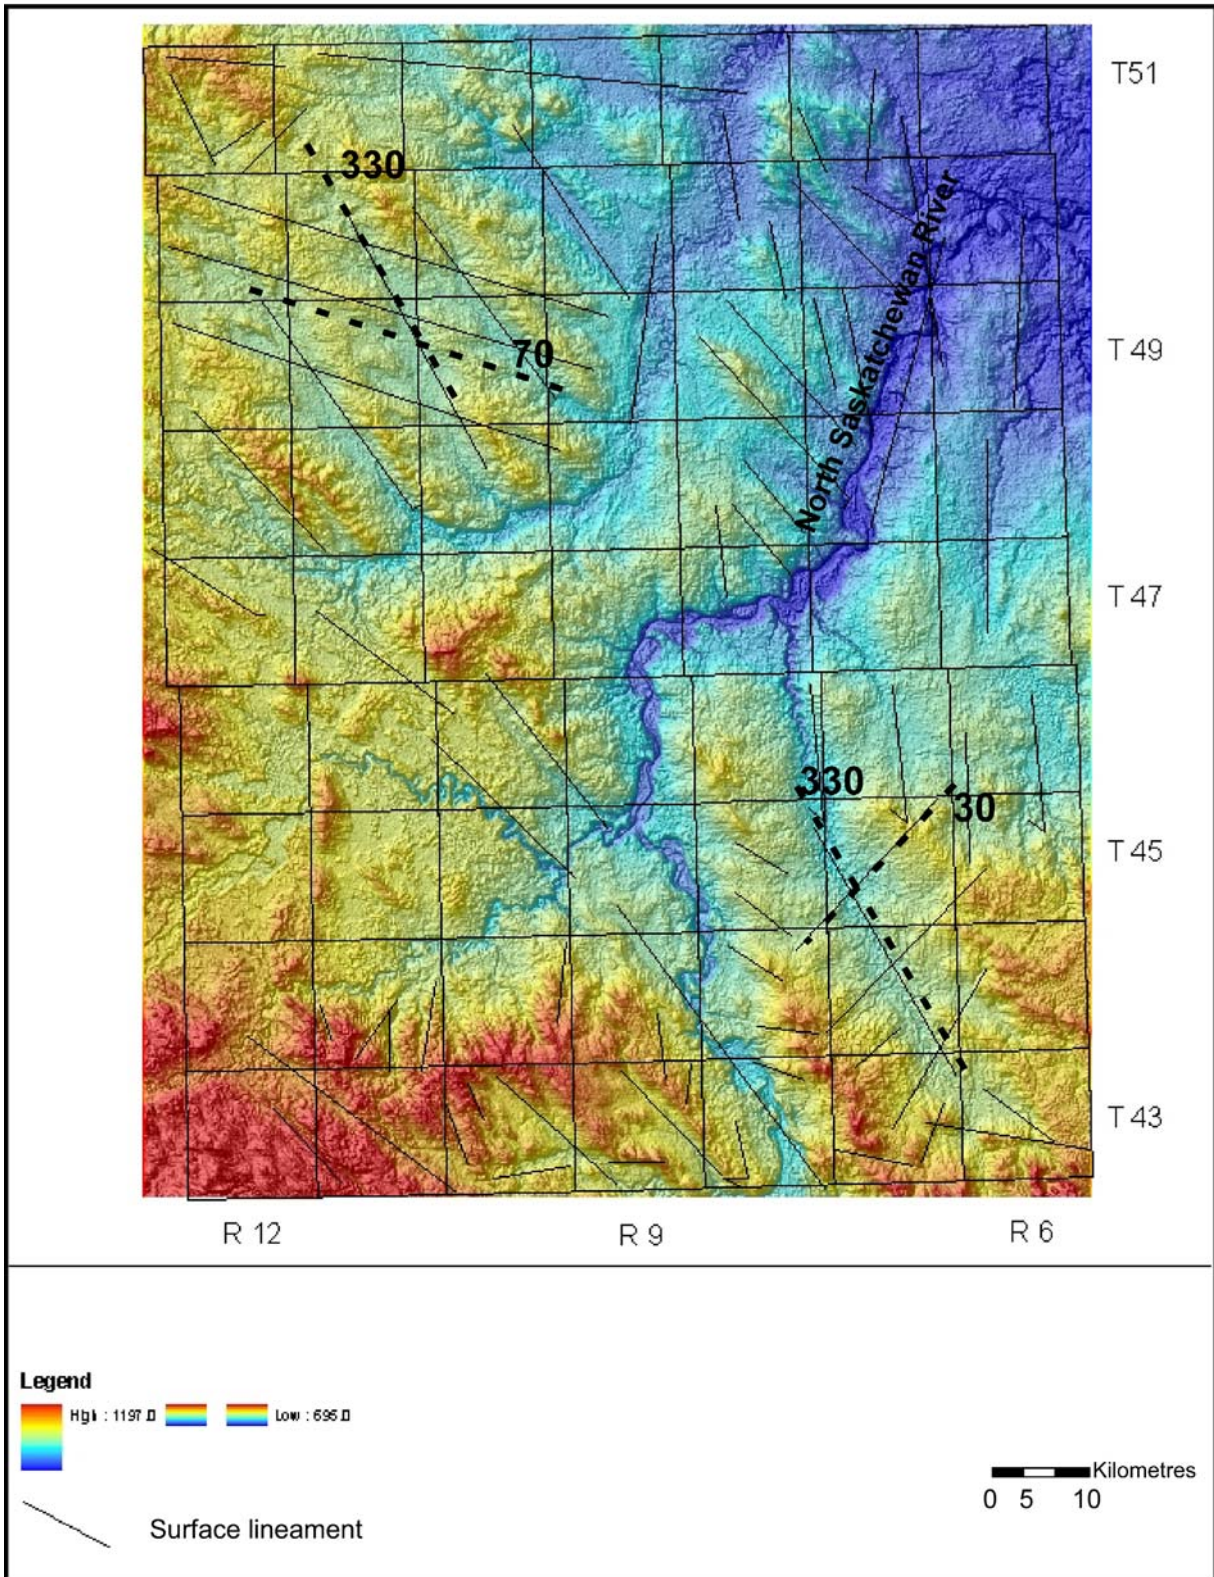 T51
330
T 49
70
North Saskatchewan River
T 47
330
30
T 45
T 43
R 12
R 9
R 6
Legend
High : 1197.0
Low : 695.0
Kilometres
0 5 10
Surface lineament